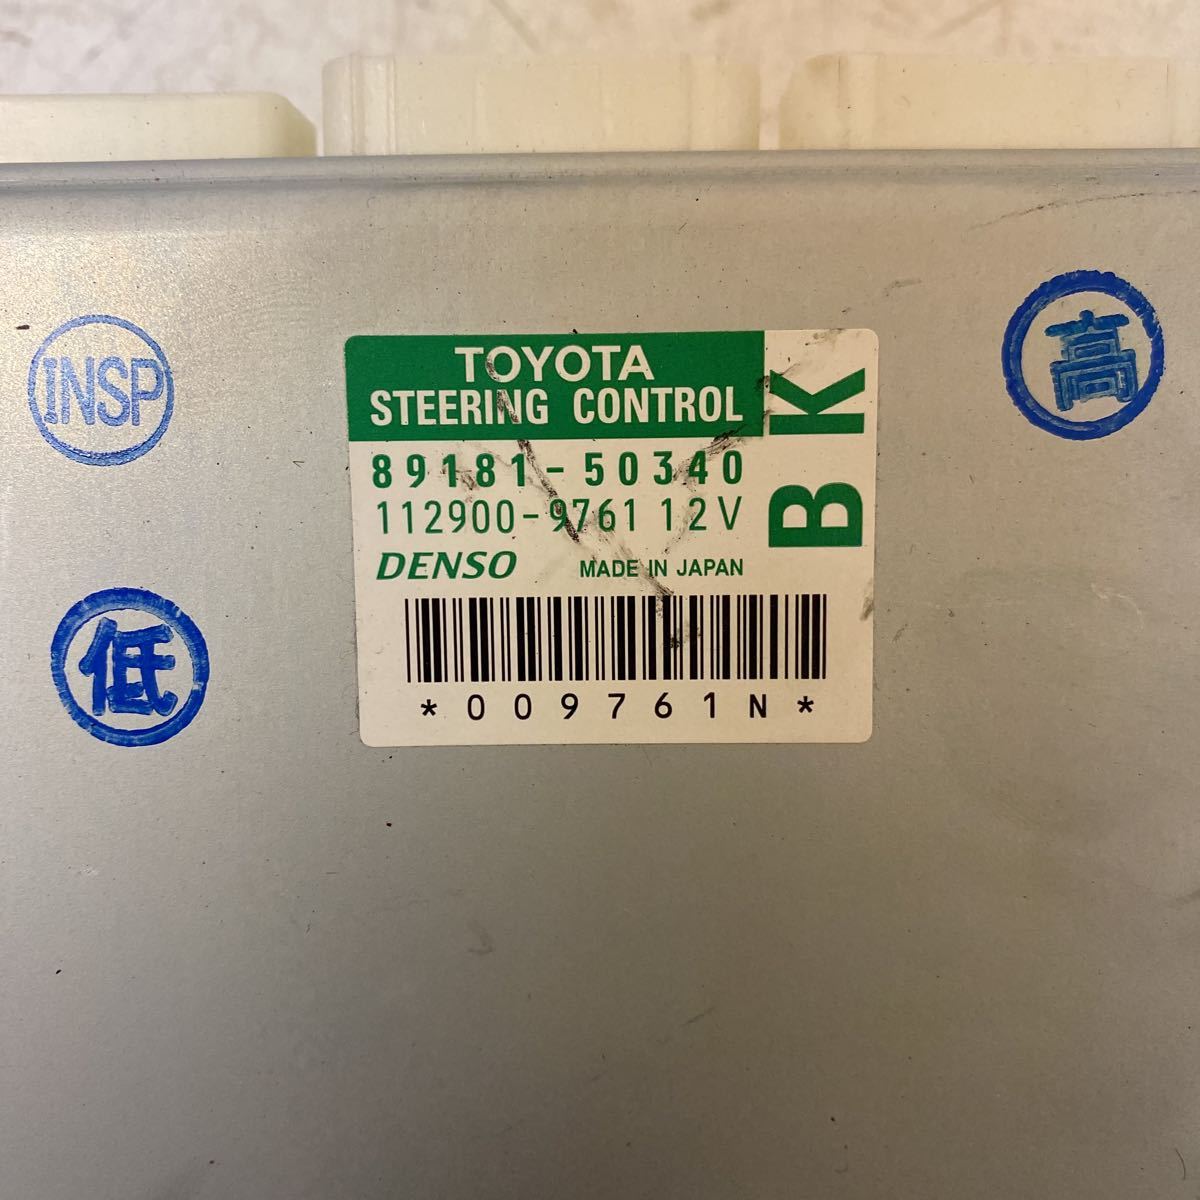 INSP
高
TOYOTA
STEERING CONTROL
BK
89181-50340
112900-9761 12V
DENSO MADE IN JAPAN
*009761N*
低